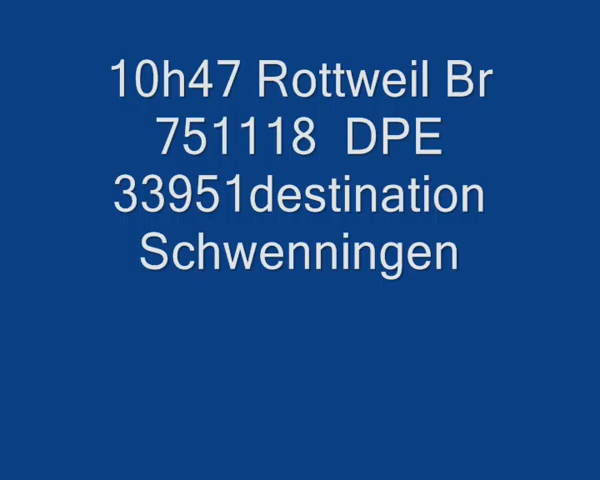 10h47 Rottweil Br
751118  DPE
33951destination
Schwenningen